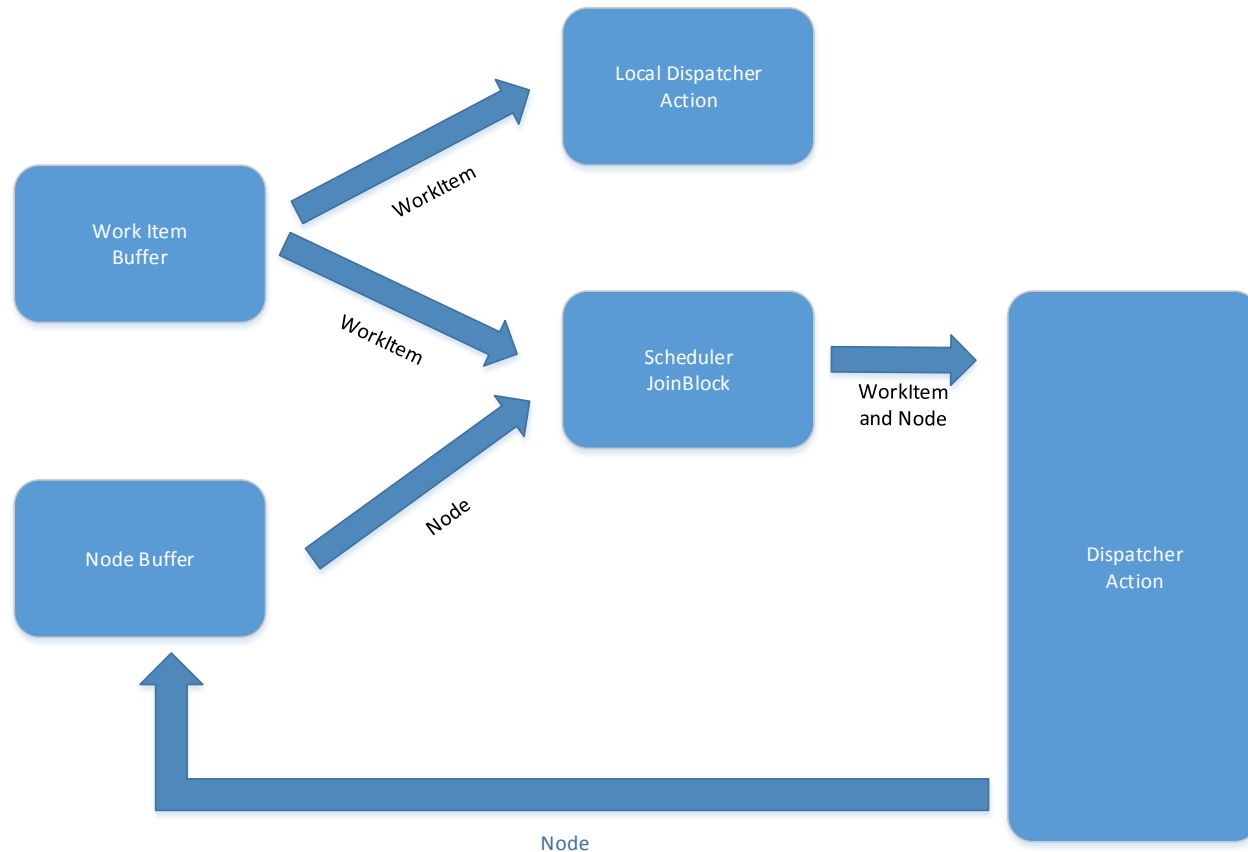 Local Dispatcher
Action
WorkItem
Work Item
Buffer
WorkItem
Scheduler
JoinBlock
WorkItem
and Node
Node
Node Buffer
Dispatcher
Action
Node